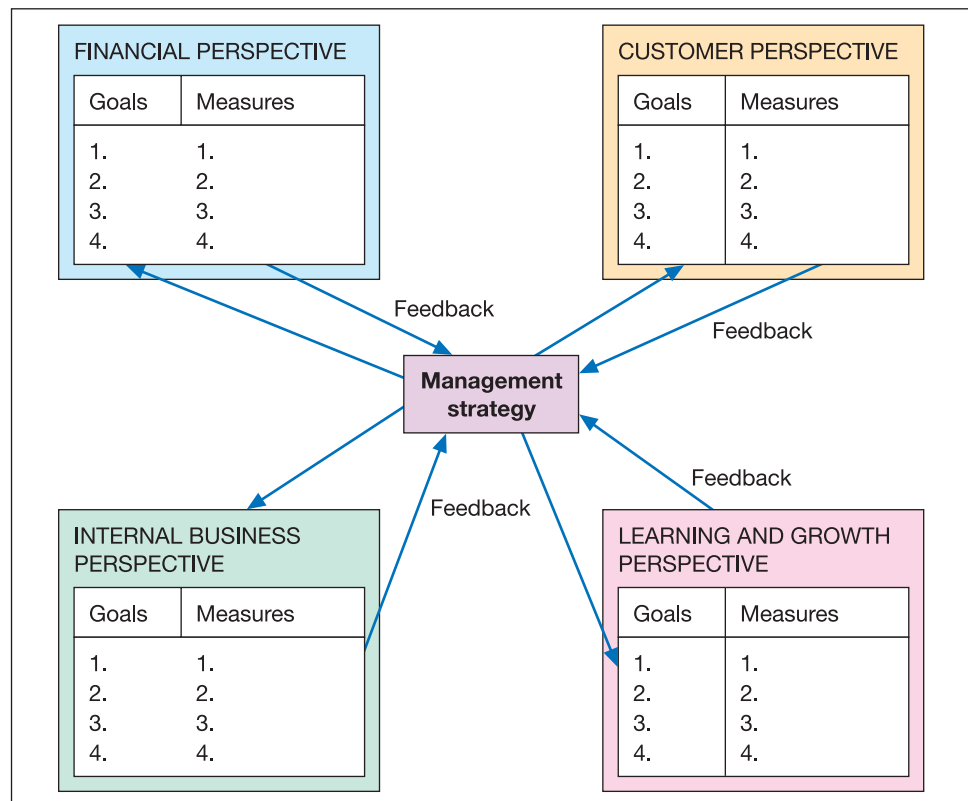 FINANCIAL PERSPECTIVE
Goals Measures
1. 1.
2. 2.
3. 3.
4. 4.
CUSTOMER PERSPECTIVE
Goals Measures
1. 1.
2. 2.
3. 3.
4. 4.
Feedback
Feedback
Management
strategy
Feedback
Feedback
INTERNAL BUSINESS
PERSPECTIVE
Goals Measures
1. 1.
2. 2.
3. 3.
4. 4.
LEARNING AND GROWTH
PERSPECTIVE
Goals Measures
1. 1.
2. 2.
3. 3.
4. 4.